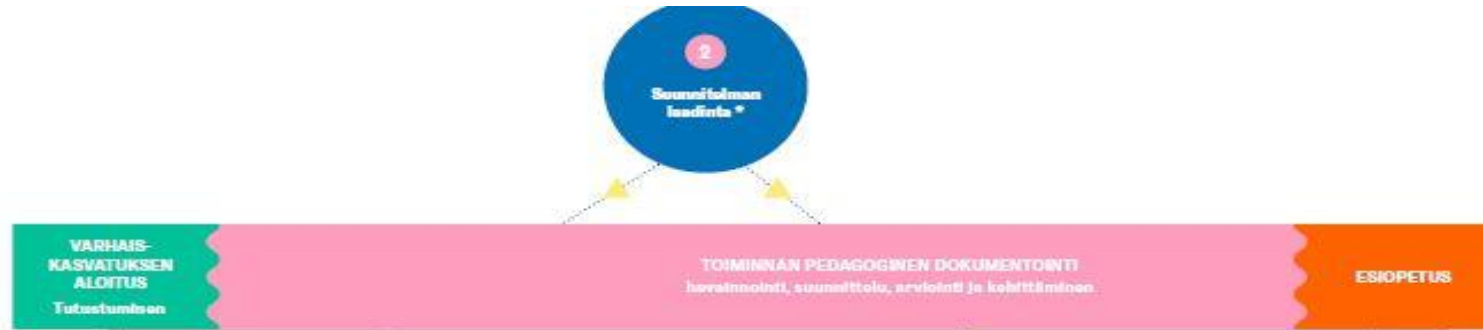 2
Suunnitelman
laadinta *
VARHAIS-
KASVATUKSEN
ALOITUS
Tutustuminen
TOIMINNAN PEDAGOGINEN DOKUMENTOINTI
havainnointi, suunnittelu, arviointi ja kehittäminen
ESIOPETUS